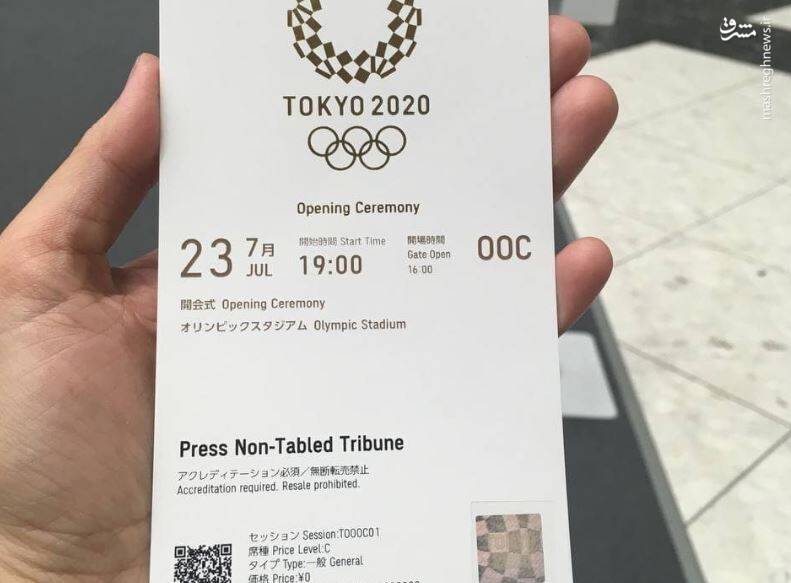 مشرق
mashreghnews.ir
TOKYO 2020
Opening Ceremony
23 7月 JUL
開始時間 Start Time
19:00
開場時間
Gate Open
16:00
OOC
開会式 Opening Ceremony
オリンピックスタジアム Olympic Stadium
Press Non-Tabled Tribune
アクレディテーション必須／無断転売禁止
Accreditation required. Resale prohibited.
セッション Session:TOOOC01
席種 Price Level:C
タイプ Type:一般 General
価格 Price:¥0